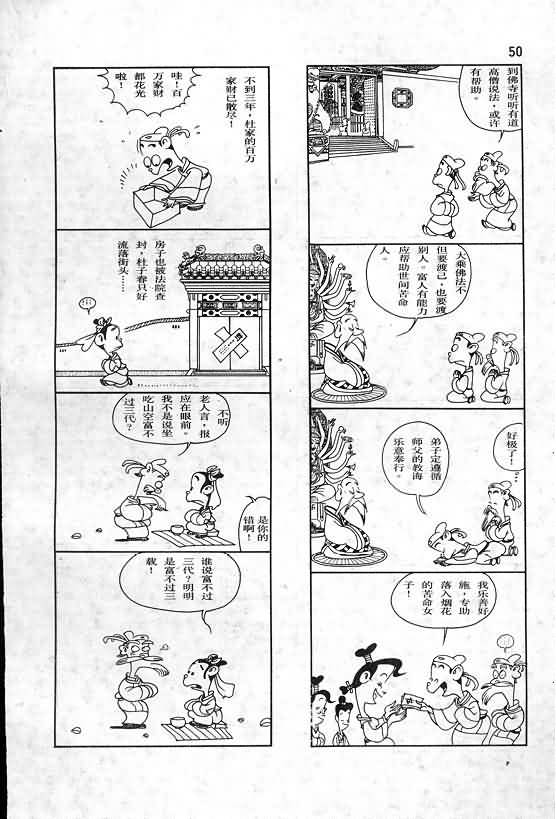 50
到佛寺听听有道
高僧说法，或许
有帮助。
大乘佛法不
但要渡己，也要渡
别人。富人有能力
应帮助世间苦命
人。
好极了！
弟子定遵循
师父的教诲
乐意奉行。
我乐善好
施，专助
落入烟花
的苦命女
子！
不到三年，杜家的百万
家财已散尽！
哇！百
万家财
都花光
啦！
房子也被法院查
封，杜子春只好
流落街头……
不听
老人言，报
应在眼前。
我不是说坐
吃山空富不
过三代？
是你的
错啊！
谁说富不过
三代？明明
是富不过三
载！